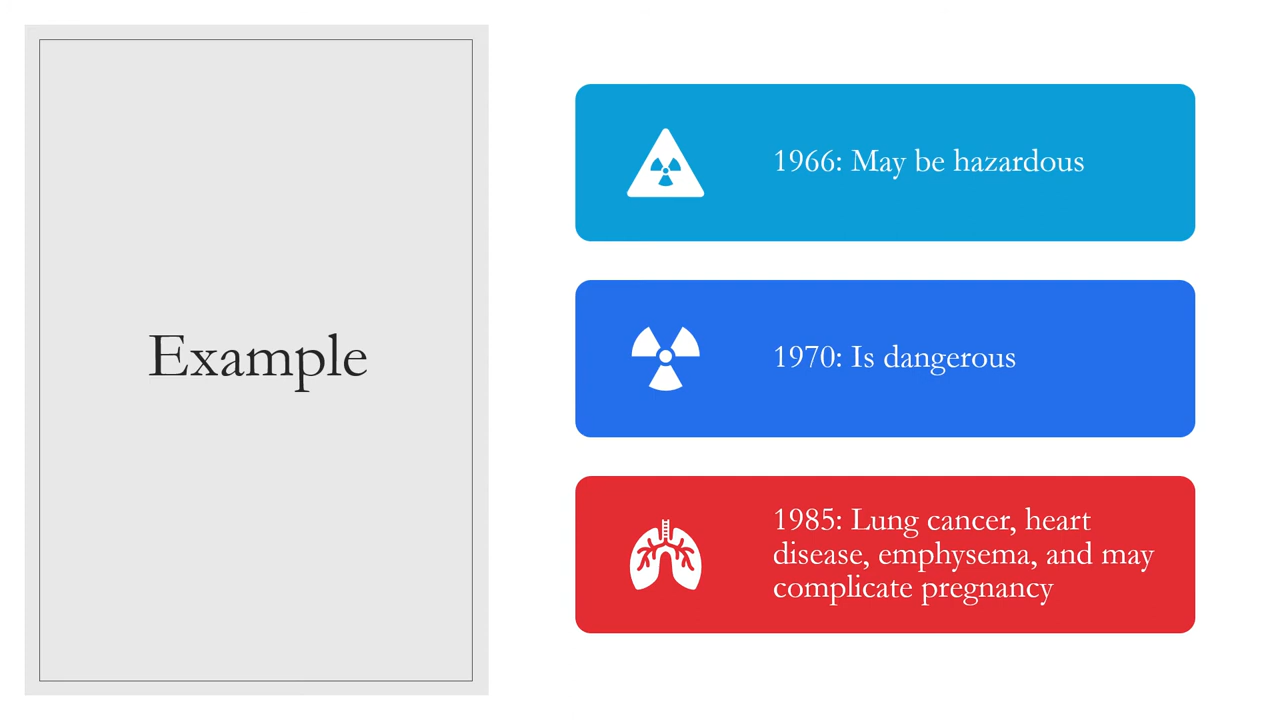 Example
1966: May be hazardous
1970: Is dangerous
1985: Lung cancer, heart
disease, emphysema, and may
complicate pregnancy